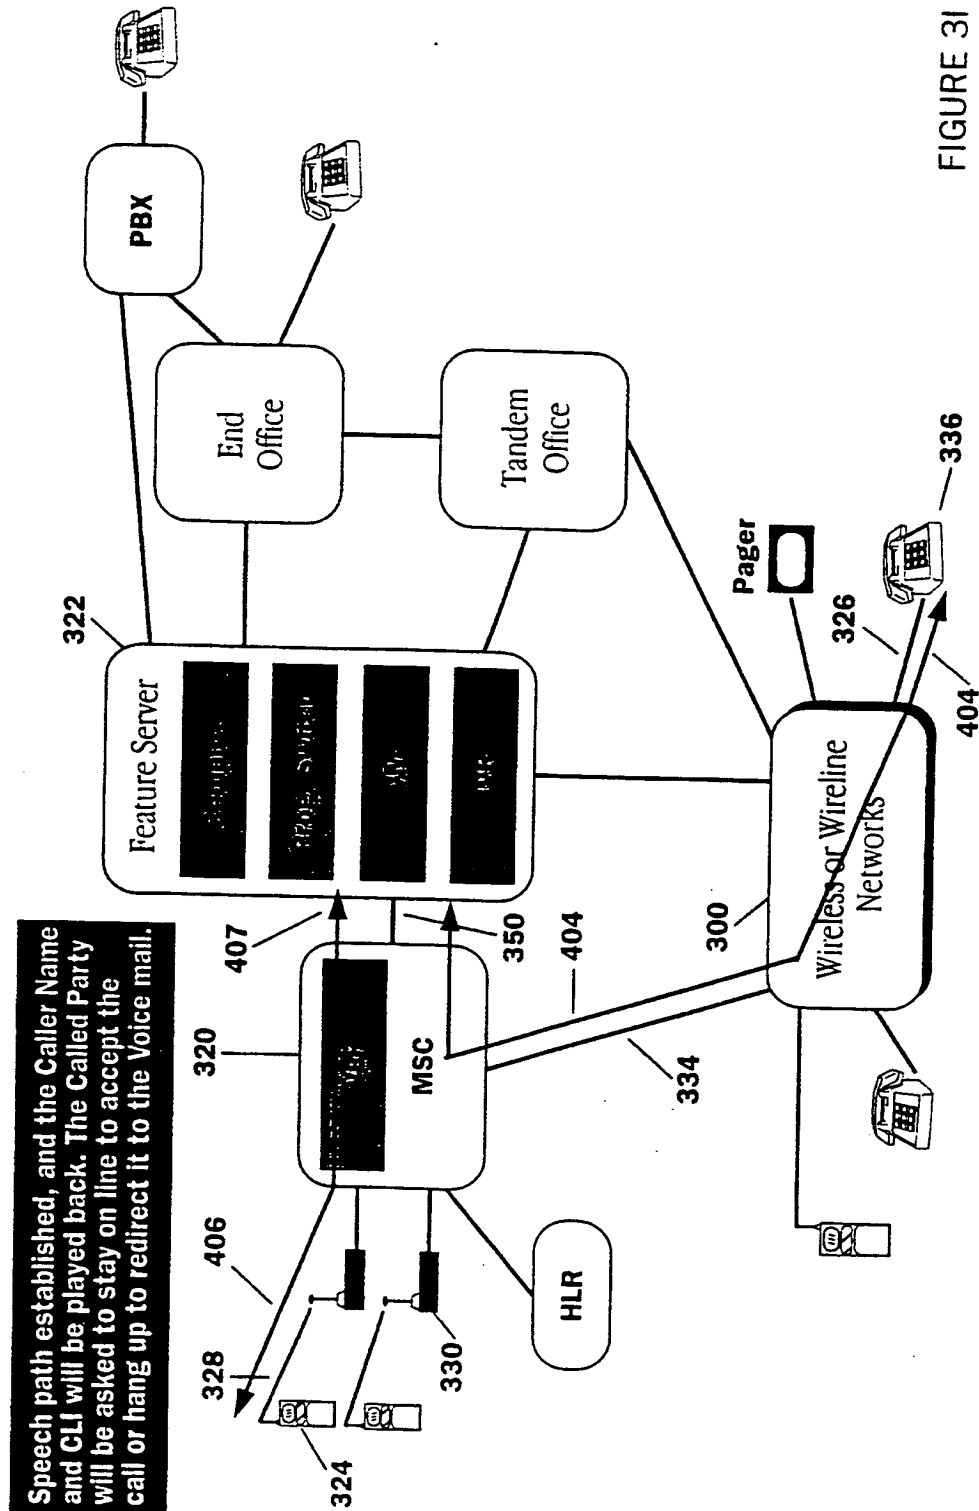 Speech path established, and the Caller Name
and CLI will be played back. The Called Party
will be asked to stay on line to accept the
call or hang up to redirect it to the Voice mail.
406
328
324
330
HLR
320
MSC
334
404
407
350
322
Feature Server
End
Office
PBX
Tandem
Office
300
Wireless or Wireline
Networks
Pager
326
404
336
FIGURE 3I